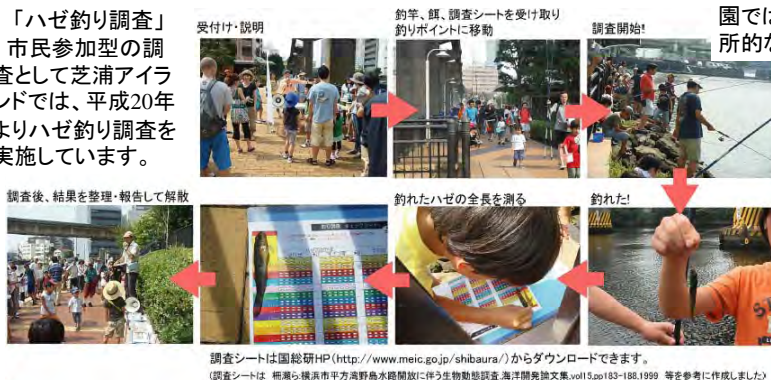 「ハゼ釣り調査」
市民参加型の調
査として芝浦アイラ
ンドでは、平成20年
よりハゼ釣り調査を
実施しています。
受付け・説明
釣竿、餌、調査シートを受け取り
釣りポイントに移動
調査開始!
園では
所的な
釣れた!
釣れたハゼの全長を測る
調査後、結果を整理・報告して解散
調査シートは国総研HP(http://www.meic.go.jp/shibaura/)からダウンロードできます。
(調査シートは 柵瀬ら:横浜市平方湾野島水路開放に伴う生物動態調査,海洋開発論文集,vol15,pp183-188,1999 等を参考に作成しました)